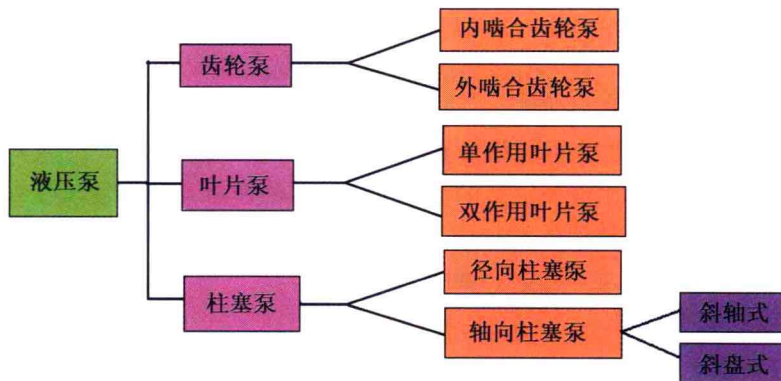 液压泵
齿轮泵
内啮合齿轮泵
外啮合齿轮泵
叶片泵
单作用叶片泵
双作用叶片泵
柱塞泵
径向柱塞泵
轴向柱塞泵
斜轴式
斜盘式